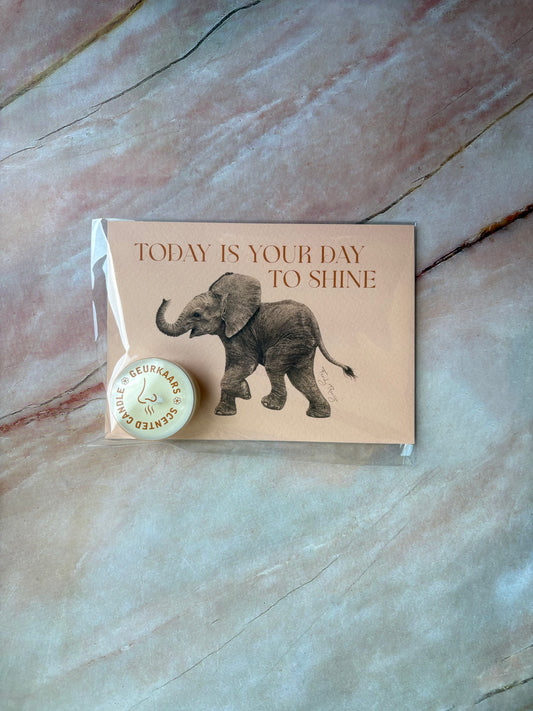 TODAY IS YOUR DAY
TO SHINE
GEURKAARS
SCENTED CANDLE